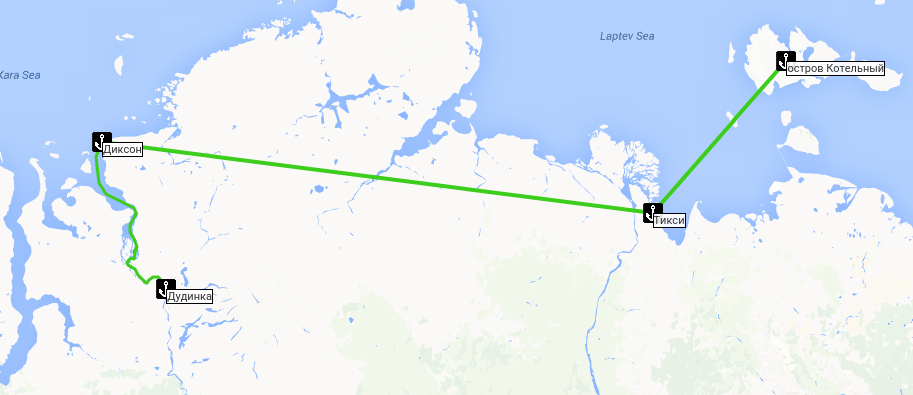 Laptev Sea
остров Котельный
Kara Sea
Диксон
Тикси
Дудинка